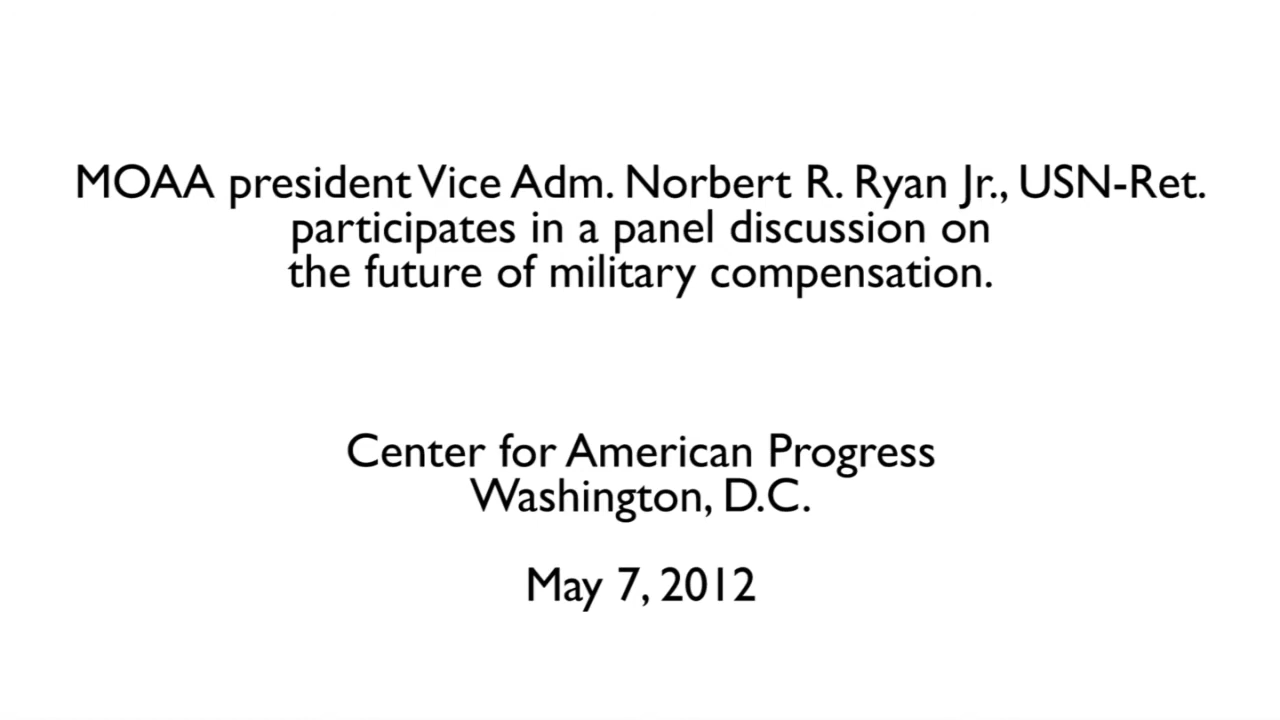 MOAA president Vice Adm. Norbert R. Ryan Jr., USN-Ret.
participates in a panel discussion on
the future of military compensation.
Center for American Progress
Washington, D.C.
May 7, 2012